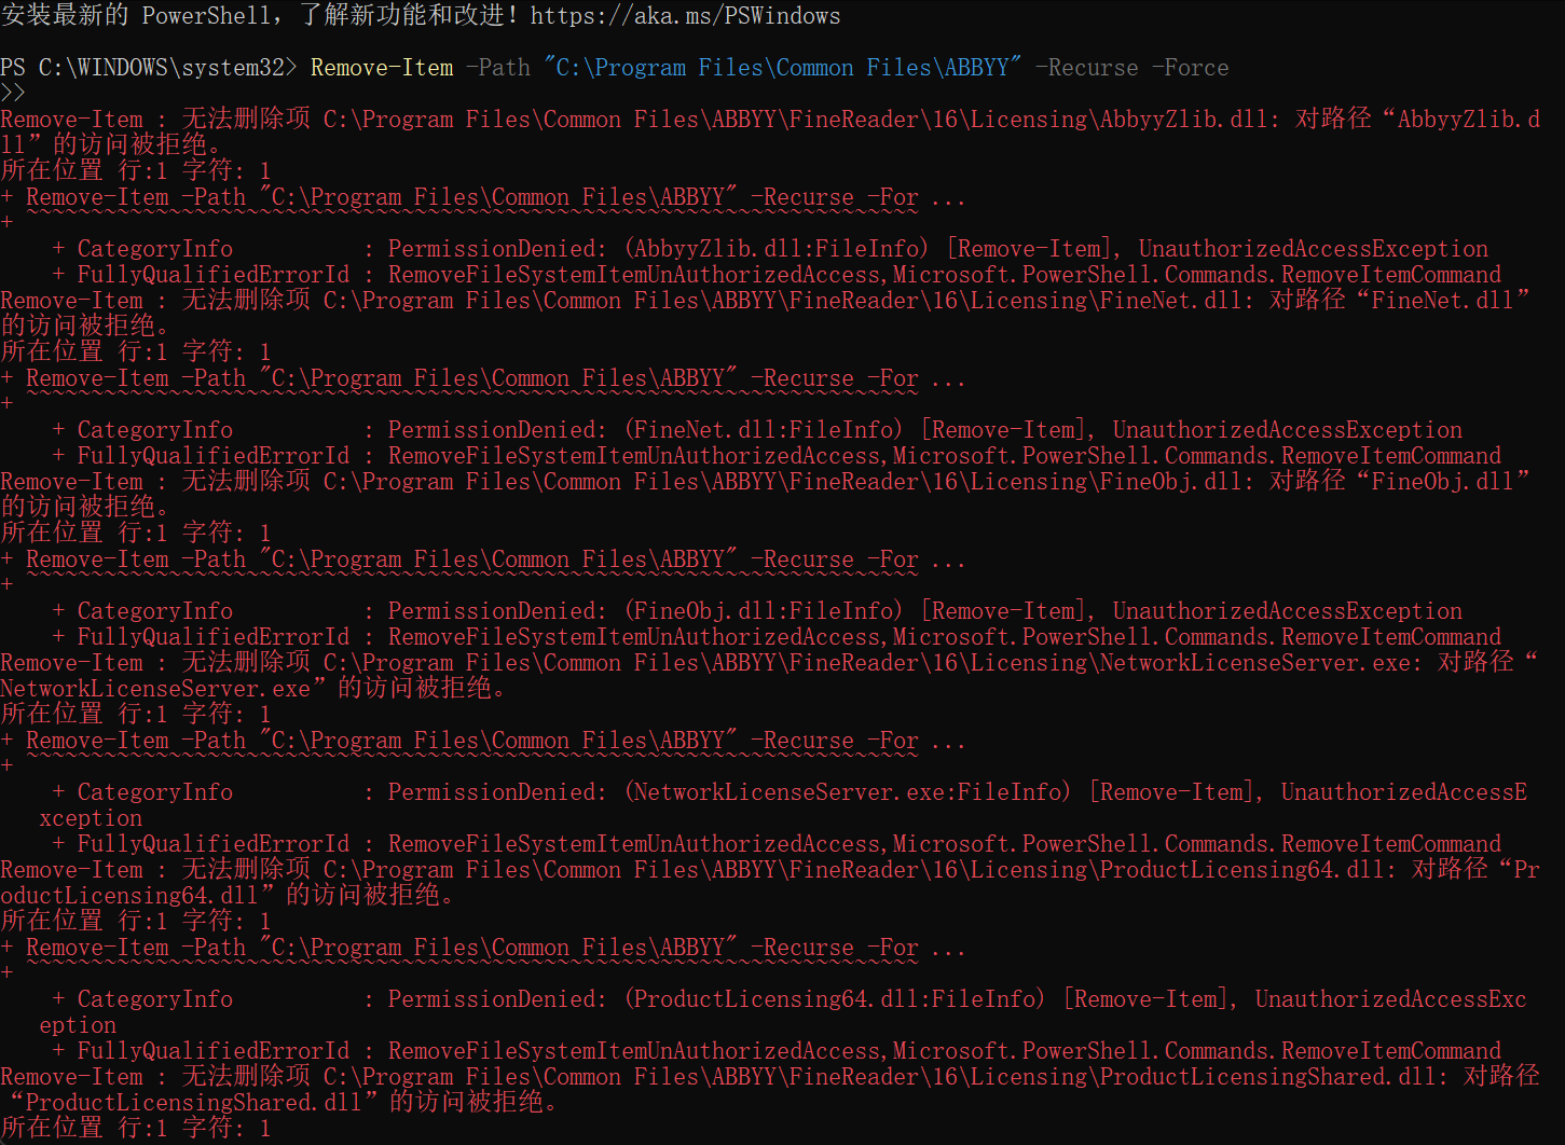 安装最新的 PowerShell，了解新功能和改进！https://aka.ms/PSWindows
PS C:\WINDOWS\system32> Remove-Item -Path "C:\Program Files\Common Files\ABBYY" -Recurse -Force
>>
Remove-Item : 无法删除项 C:\Program Files\Common Files\ABBYY\FineReader\16\Licensing\AbbyyZlib.dll: 对路径“AbbyyZlib.d
ll”的访问被拒绝。
所在位置 行:1 字符: 1
+ Remove-Item -Path "C:\Program Files\Common Files\ABBYY" -Recurse -For ...
+ ~~~~~~~~~~~~~~~~~~~~~~~~~~~~~~~~~~~~~~~~~~~~~~~~~~~~~~~~~~~~~~~~~~~~~
    + CategoryInfo          : PermissionDenied: (AbbyyZlib.dll:FileInfo) [Remove-Item], UnauthorizedAccessException
    + FullyQualifiedErrorId : RemoveFileSystemItemUnAuthorizedAccess,Microsoft.PowerShell.Commands.RemoveItemCommand
Remove-Item : 无法删除项 C:\Program Files\Common Files\ABBYY\FineReader\16\Licensing\FineNet.dll: 对路径“FineNet.dll”
的访问被拒绝。
所在位置 行:1 字符: 1
+ Remove-Item -Path "C:\Program Files\Common Files\ABBYY" -Recurse -For ...
+ ~~~~~~~~~~~~~~~~~~~~~~~~~~~~~~~~~~~~~~~~~~~~~~~~~~~~~~~~~~~~~~~~~~~~~
    + CategoryInfo          : PermissionDenied: (FineNet.dll:FileInfo) [Remove-Item], UnauthorizedAccessException
    + FullyQualifiedErrorId : RemoveFileSystemItemUnAuthorizedAccess,Microsoft.PowerShell.Commands.RemoveItemCommand
Remove-Item : 无法删除项 C:\Program Files\Common Files\ABBYY\FineReader\16\Licensing\FineObj.dll: 对路径“FineObj.dll”
的访问被拒绝。
所在位置 行:1 字符: 1
+ Remove-Item -Path "C:\Program Files\Common Files\ABBYY" -Recurse -For ...
+ ~~~~~~~~~~~~~~~~~~~~~~~~~~~~~~~~~~~~~~~~~~~~~~~~~~~~~~~~~~~~~~~~~~~~~
    + CategoryInfo          : PermissionDenied: (FineObj.dll:FileInfo) [Remove-Item], UnauthorizedAccessException
    + FullyQualifiedErrorId : RemoveFileSystemItemUnAuthorizedAccess,Microsoft.PowerShell.Commands.RemoveItemCommand
Remove-Item : 无法删除项 C:\Program Files\Common Files\ABBYY\FineReader\16\Licensing\NetworkLicenseServer.exe: 对路径“
NetworkLicenseServer.exe”的访问被拒绝。
所在位置 行:1 字符: 1
+ Remove-Item -Path "C:\Program Files\Common Files\ABBYY" -Recurse -For ...
+ ~~~~~~~~~~~~~~~~~~~~~~~~~~~~~~~~~~~~~~~~~~~~~~~~~~~~~~~~~~~~~~~~~~~~~
    + CategoryInfo          : PermissionDenied: (NetworkLicenseServer.exe:FileInfo) [Remove-Item], UnauthorizedAccessE
   xception
    + FullyQualifiedErrorId : RemoveFileSystemItemUnAuthorizedAccess,Microsoft.PowerShell.Commands.RemoveItemCommand
Remove-Item : 无法删除项 C:\Program Files\Common Files\ABBYY\FineReader\16\Licensing\ProductLicensing64.dll: 对路径“Pr
oductLicensing64.dll”的访问被拒绝。
所在位置 行:1 字符: 1
+ Remove-Item -Path "C:\Program Files\Common Files\ABBYY" -Recurse -For ...
+ ~~~~~~~~~~~~~~~~~~~~~~~~~~~~~~~~~~~~~~~~~~~~~~~~~~~~~~~~~~~~~~~~~~~~~
    + CategoryInfo          : PermissionDenied: (ProductLicensing64.dll:FileInfo) [Remove-Item], UnauthorizedAccessExc
   eption
    + FullyQualifiedErrorId : RemoveFileSystemItemUnAuthorizedAccess,Microsoft.PowerShell.Commands.RemoveItemCommand
Remove-Item : 无法删除项 C:\Program Files\Common Files\ABBYY\FineReader\16\Licensing\ProductLicensingShared.dll: 对路径
“ProductLicensingShared.dll”的访问被拒绝。
所在位置 行:1 字符: 1